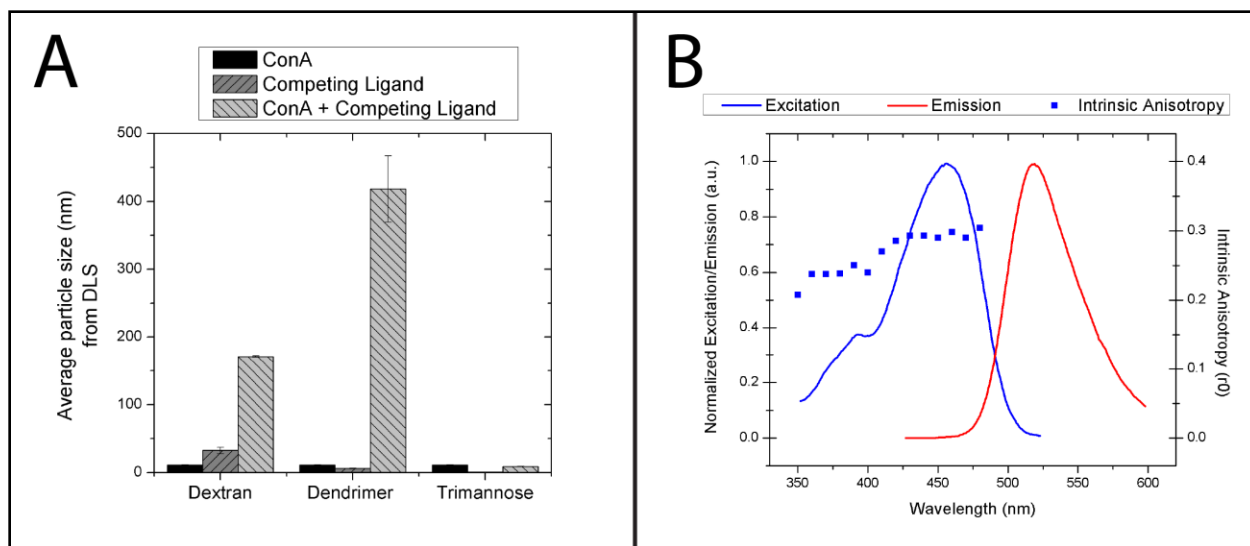 A
ConA
Competing Ligand
ConA + Competing Ligand
500
400
300
200
100
0
Average particle size (nm)
from DLS
Dextran
Dendrimer
Trimannose
B
Excitation
Emission
Intrinsic Anisotropy
1.0
0.8
0.6
0.4
0.2
0.0
Normalized Excitation/Emission (a.u.)
0.4
0.3
0.2
0.1
0.0
Intrinsic Anisotropy (r0)
350 400 450 500 550 600
Wavelength (nm)